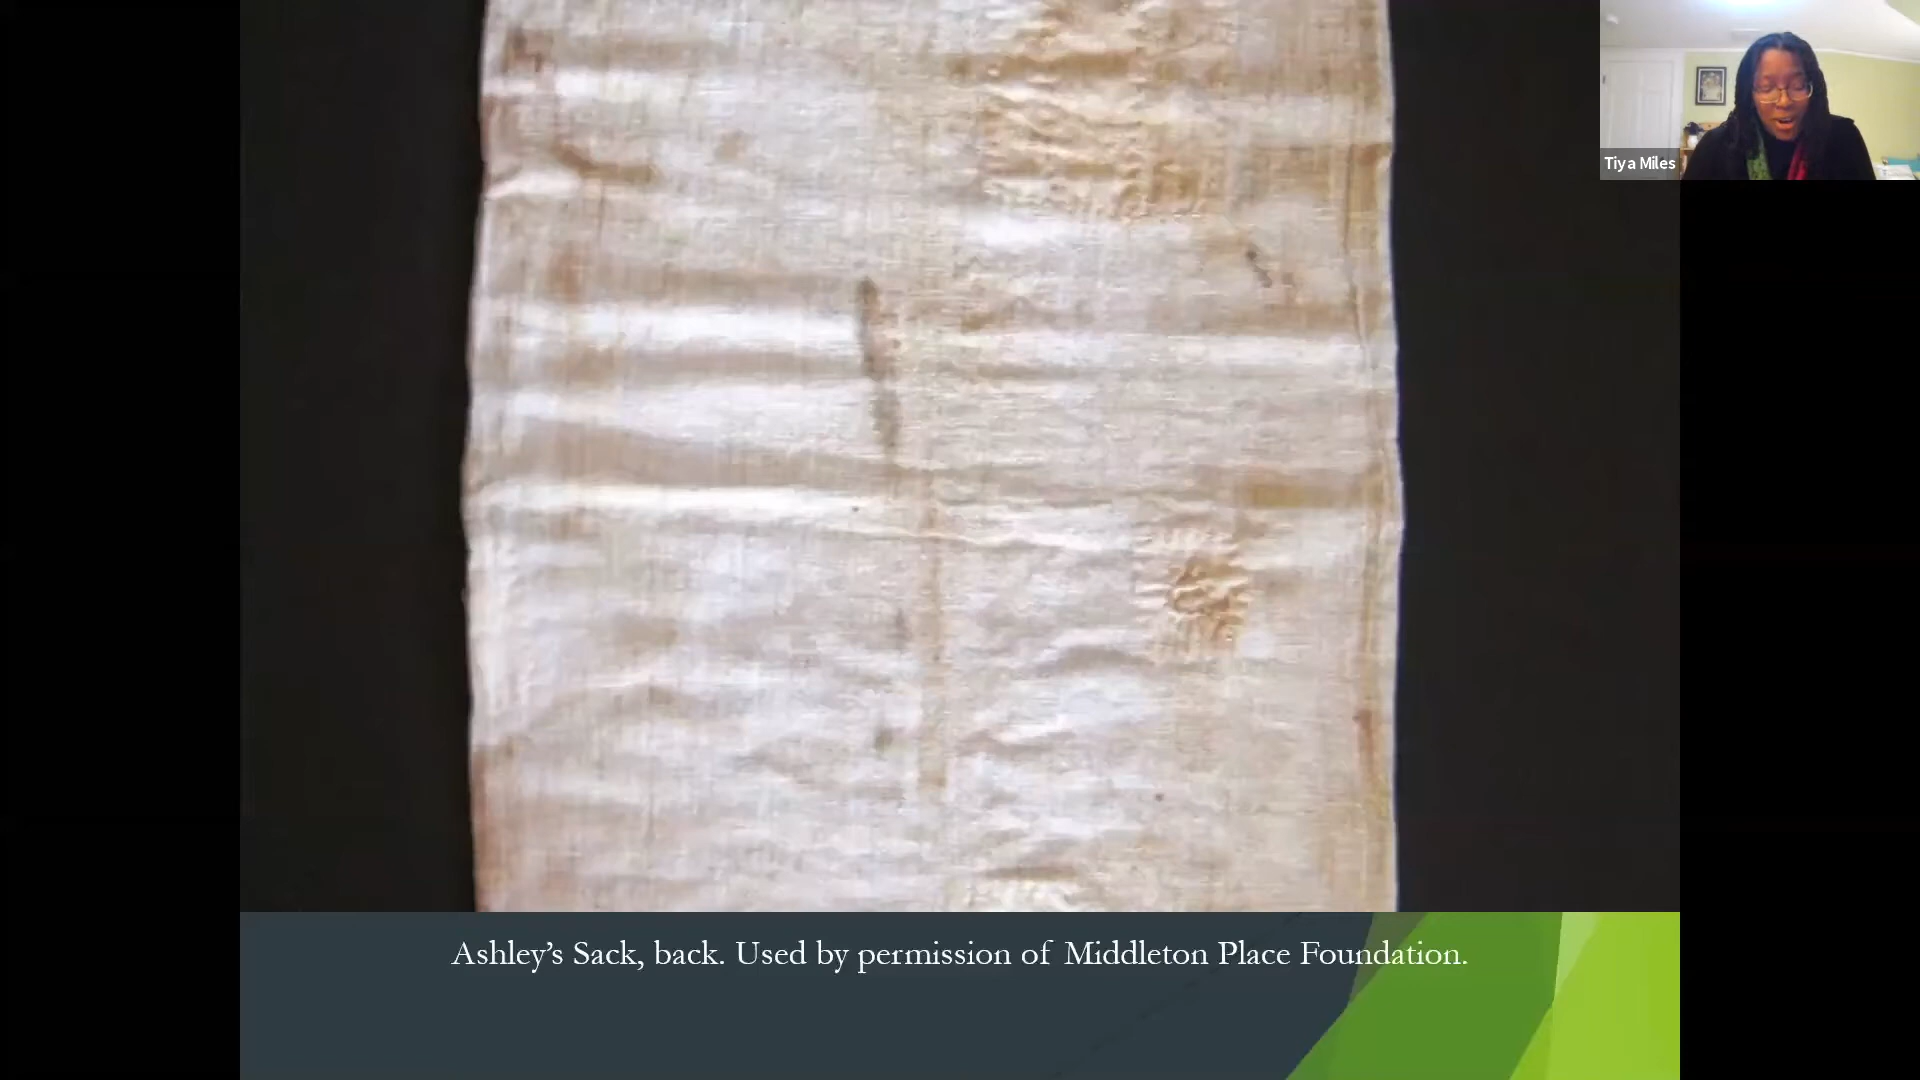 Tiya Miles
Ashley’s Sack, back. Used by permission of Middleton Place Foundation.